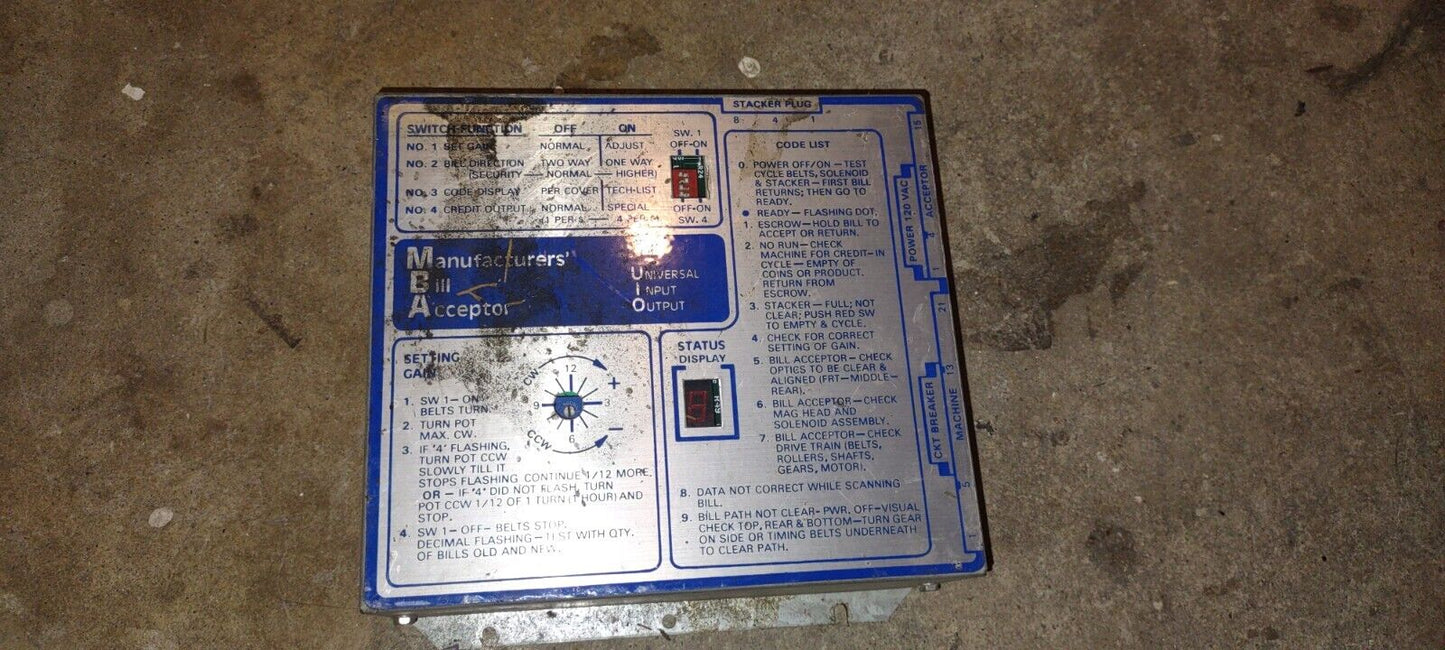 STACKER PLUG
8 4 1
SWITCH-FUNCTION OFF ON
NO. 1 SET GAIN NORMAL ADJUST
NO. 2 BILL DIRECTION TWO WAY ONE WAY
(SECURITY — NORMAL — HIGHER)
NO. 3 CODE DISPLAY PER COVER TECH-LIST
NO. 4 CREDIT OUTPUT NORMAL SPECIAL
(1 PER $ — 4 PER $)
SW. 1
OFF-ON
OFF-ON
SW. 4
Manufacturers'
Bill
Acceptor
UNIVERSAL
INPUT
OUTPUT
SETTING
GAIN
1. SW 1— ON
BELTS TURN.
2. TURN POT
MAX. CW.
3. IF '4' FLASHING,
TURN POT CCW
SLOWLY TILL IT
STOPS FLASHING CONTINUE 1/12 MORE.
OR — IF '4' DID NOT FLASH, TURN
POT CCW 1/12 OF 1 TURN (1 HOUR) AND
STOP.
4. SW 1— OFF— BELTS STOP,
DECIMAL FLASHING—TEST WITH QTY.
OF BILLS OLD AND NEW.
CW
12
+
9 3
–
6
CCW
STATUS
DISPLAY
CODE LIST
0. POWER OFF/ON — TEST
CYCLE BELTS, SOLENOID
& STACKER — FIRST BILL
RETURNS; THEN GO TO
READY.
• READY — FLASHING DOT.
1. ESCROW—HOLD BILL TO
ACCEPT OR RETURN.
2. NO RUN—CHECK
MACHINE FOR CREDIT—IN
CYCLE — EMPTY OF
COINS OR PRODUCT.
RETURN FROM
ESCROW.
3. STACKER — FULL; NOT
CLEAR; PUSH RED SW
TO EMPTY & CYCLE.
4. CHECK FOR CORRECT
SETTING OF GAIN.
5. BILL ACCEPTOR — CHECK
OPTICS TO BE CLEAR &
ALIGNED (FRT—MIDDLE—
REAR).
6. BILL ACCEPTOR—CHECK
MAG HEAD AND
SOLENOID ASSEMBLY.
7. BILL ACCEPTOR — CHECK
DRIVE TRAIN (BELTS,
ROLLERS, SHAFTS,
GEARS, MOTOR).
8. DATA NOT CORRECT WHILE SCANNING
BILL.
9. BILL PATH NOT CLEAR- PWR. OFF—VISUAL
CHECK TOP, REAR & BOTTOM—TURN GEAR
ON SIDE OR TIMING BELTS UNDERNEATH
TO CLEAR PATH.
15
ACCEPTOR
4
1
POWER 120 VAC
21
13
MACHINE
CKT BREAKER
5
1